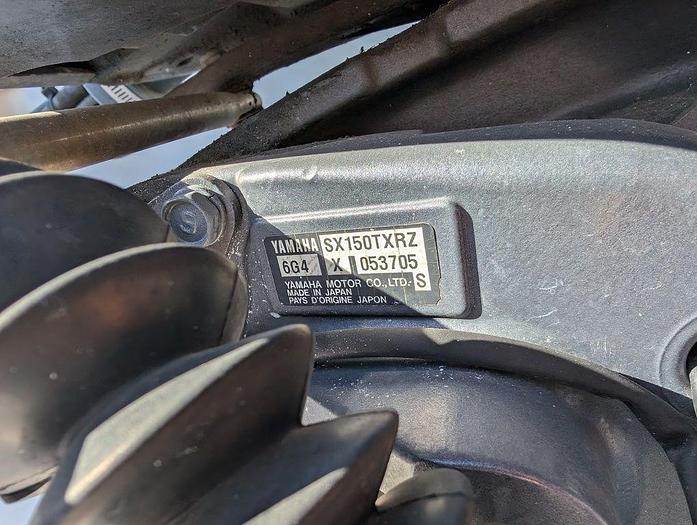 YAMAHA SX150TXRZ
6G4 X 053705
YAMAHA MOTOR CO.,LTD. S
MADE IN JAPAN
PAYS D'ORIGINE JAPON